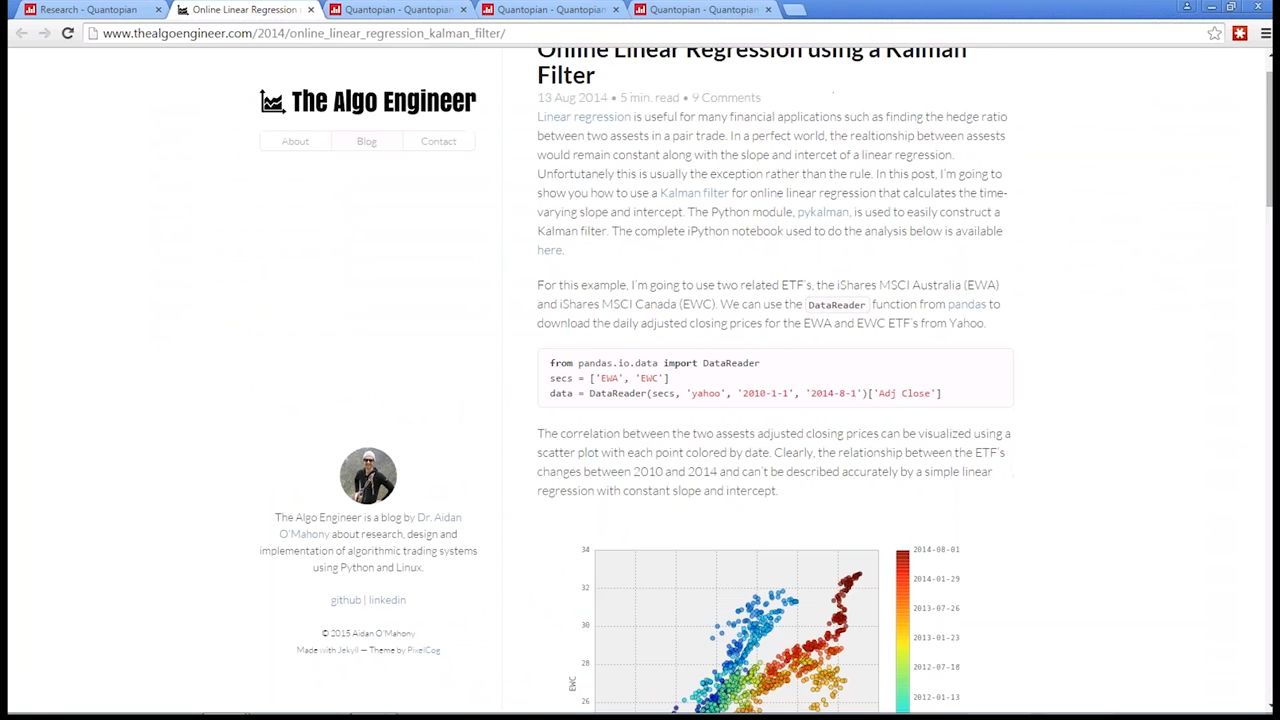 Research - Quantopian
Online Linear Regression
Quantopian - Quantopian
Quantopian - Quantopian
Quantopian - Quantopian
www.thealgoengineer.com/2014/online_linear_regression_kalman_filter/
Online Linear Regression using a Kalman
Filter
13 Aug 2014 • 5 min. read • 9 Comments
The Algo Engineer
About Blog Contact
Linear regression is useful for many financial applications such as finding the hedge ratio
between two assests in a pair trade. In a perfect world, the realtionship between assests
would remain constant along with the slope and intercet of a linear regression.
Unfortutanely this is usually the exception rather than the rule. In this post, I'm going to
show you how to use a Kalman filter for online linear regression that calculates the time-
varying slope and intercept. The Python module, pykalman, is used to easily construct a
Kalman filter. The complete iPython notebook used to do the analysis below is available
here.
For this example, I'm going to use two related ETF's, the iShares MSCI Australia (EWA)
and iShares MSCI Canada (EWC). We can use the DataReader function from pandas to
download the daily adjusted closing prices for the EWA and EWC ETF's from Yahoo.
from pandas.io.data import DataReader
secs = ['EWA', 'EWC']
data = DataReader(secs, 'yahoo', '2010-1-1', '2014-8-1')['Adj Close']
The correlation between the two assests adjusted closing prices can be visualized using a
scatter plot with each point colored by date. Clearly, the relationship between the ETF's
changes between 2010 and 2014 and can't be described accurately by a simple linear
regression with constant slope and intercept.
The Algo Engineer is a blog by Dr. Aidan
O'Mahony about research, design and
implementation of algorithmic trading systems
using Python and Linux.
github | linkedin
© 2015 Aidan O'Mahony
Made with Jekyll — Theme by PixelCog
34
32
30
28
26
EWC
2014-08-01
2014-01-29
2013-07-26
2013-01-23
2012-07-18
2012-01-13